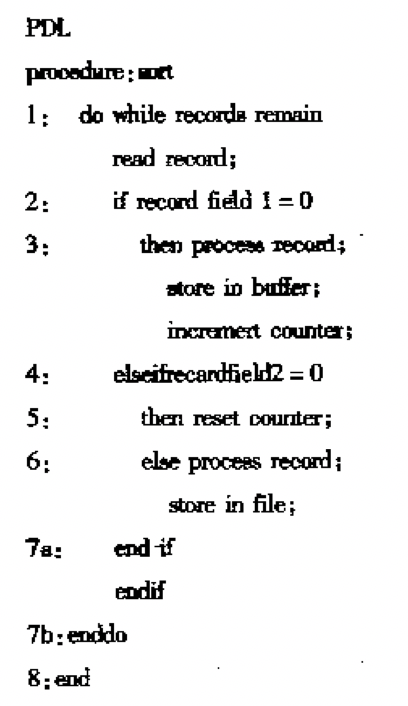 PDL
procedure:sort
1: do while records remain
read record;
2: if record field 1 = 0
3: then process record;
store in buffer;
increment counter;
4: elseifrecardfield2 = 0
5: then reset counter;
6: else process record;
store in file;
7a: end if
endif
7b:enddo
8:end